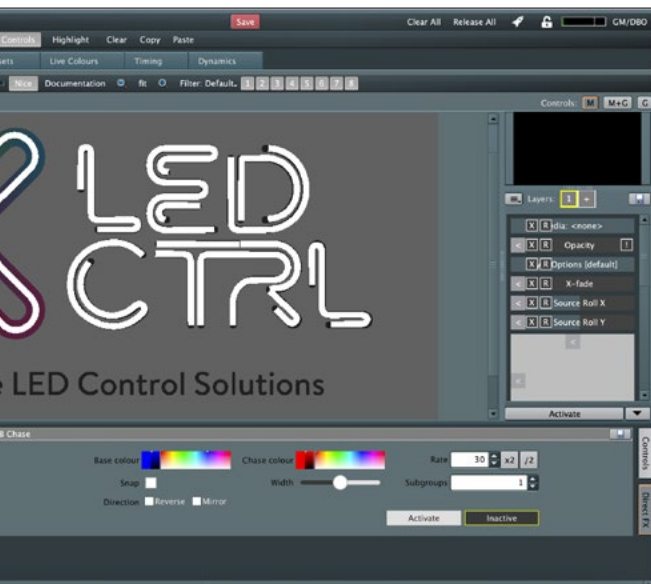 Save Clear All Release All GM/DBO
Controls Highlight Clear Copy Paste
sets Live Colours Timing Dynamics
Nice Documentation fit Filter: Default. 1 2 3 4 5 6 7 8
Controls: M M+G G
Layers: 1 +
X R dia: <none>
< X R Opacity !
X R Options [default]
< X R X-fade
< X R Source Roll X
< X R Source Roll Y
<
<
Activate
LED
CTRL
e LED Control Solutions
B Chase
Base colour Chase colour Rate 30 x2 /2
Snap Width Subgroups 1
Direction Reverse Mirror
Activate Inactive
Controls
Direct FX